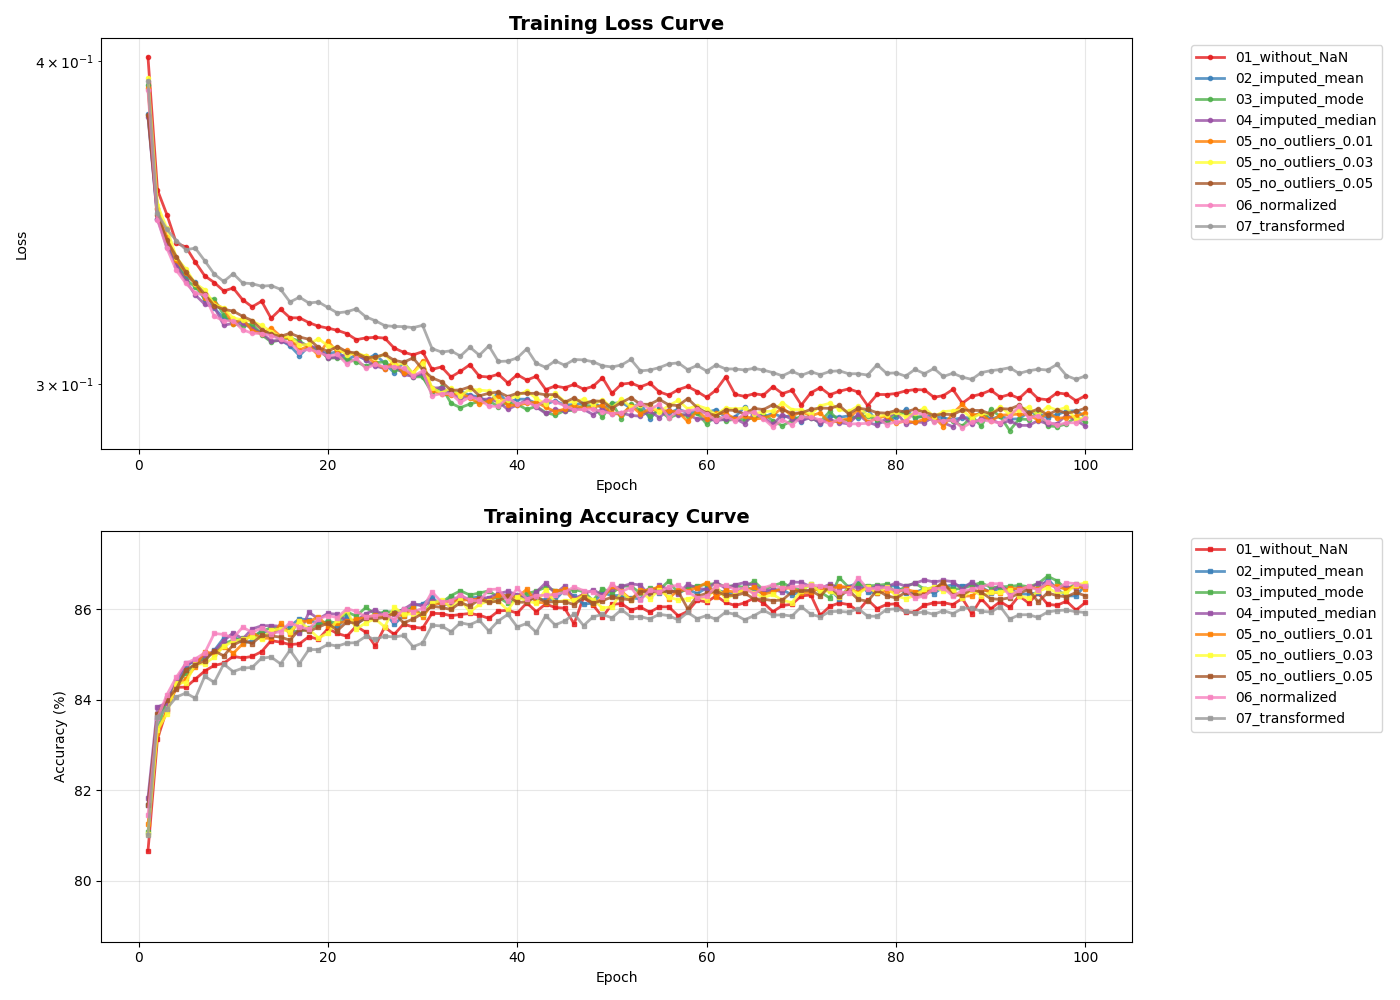 Training Loss Curve
4 × 10⁻¹
3 × 10⁻¹
Loss
0 20 40 60 80 100
Epoch
01_without_NaN
02_imputed_mean
03_imputed_mode
04_imputed_median
05_no_outliers_0.01
05_no_outliers_0.03
05_no_outliers_0.05
06_normalized
07_transformed
Training Accuracy Curve
86
84
82
80
Accuracy (%)
0 20 40 60 80 100
Epoch
01_without_NaN
02_imputed_mean
03_imputed_mode
04_imputed_median
05_no_outliers_0.01
05_no_outliers_0.03
05_no_outliers_0.05
06_normalized
07_transformed